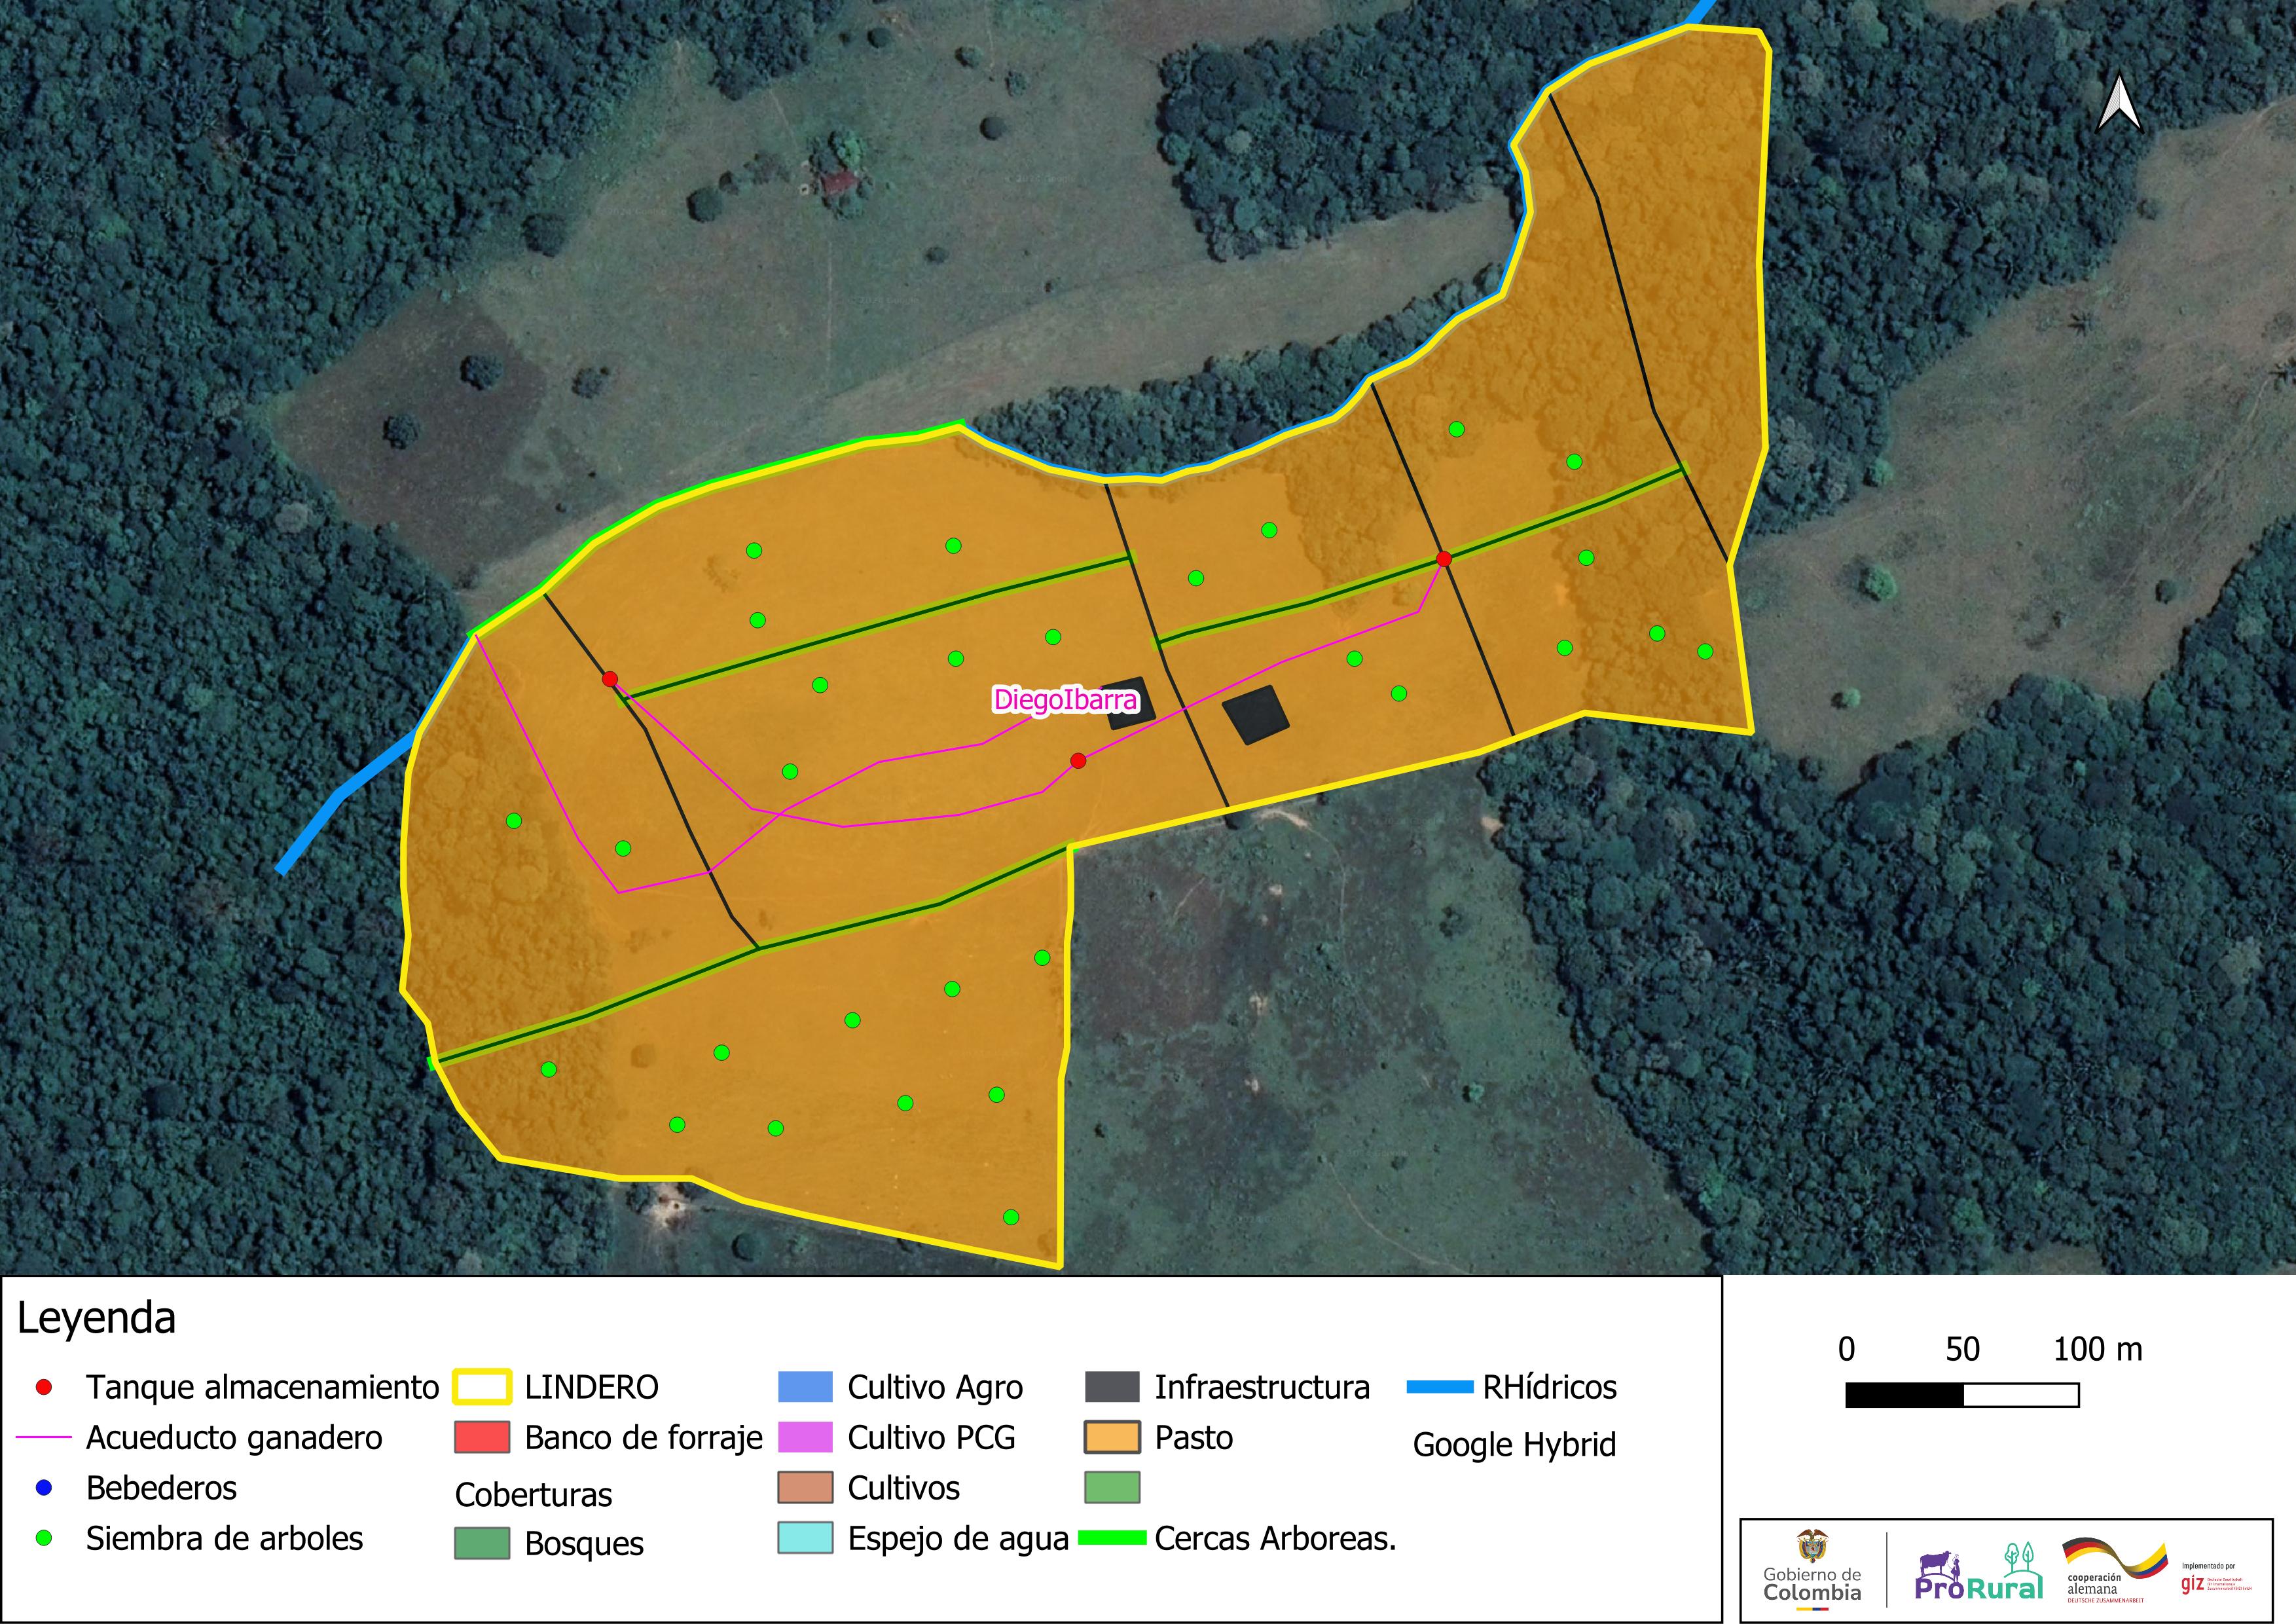 DiegoIbarra
Leyenda
Tanque almacenamiento
Acueducto ganadero
Bebederos
Siembra de arboles
LINDERO
Banco de forraje
Coberturas
Bosques
Cultivo Agro
Cultivo PCG
Cultivos
Espejo de agua
Infraestructura
Pasto
Cercas Arboreas.
RHídricos
Google Hybrid
0 50 100 m
Gobierno de
Colombia
ProRural
cooperación
alemana
DEUTSCHE ZUSAMMENARBEIT
Implementado por
giz